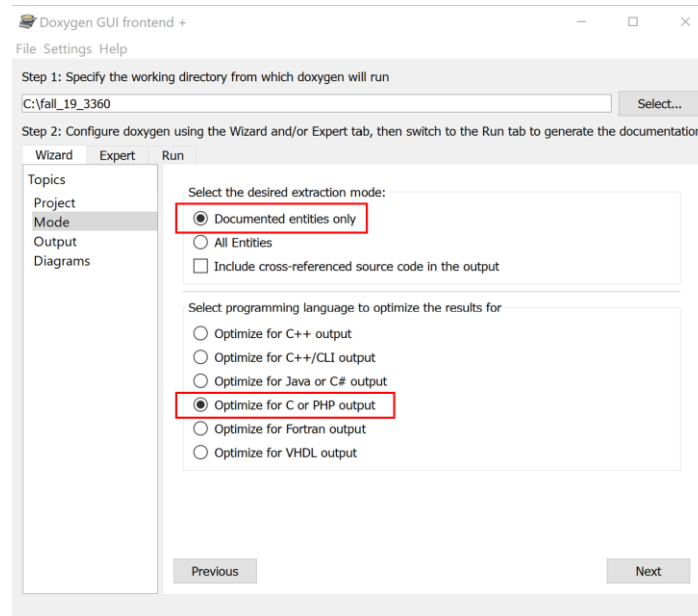 Doxygen GUI frontend +
File Settings Help
Step 1: Specify the working directory from which doxygen will run
C:\fall_19_3360
Select...
Step 2: Configure doxygen using the Wizard and/or Expert tab, then switch to the Run tab to generate the documentation
Wizard Expert Run
Topics
Project
Mode
Output
Diagrams
Select the desired extraction mode:
Documented entities only
All Entities
Include cross-referenced source code in the output
Select programming language to optimize the results for
Optimize for C++ output
Optimize for C++/CLI output
Optimize for Java or C# output
Optimize for C or PHP output
Optimize for Fortran output
Optimize for VHDL output
Previous
Next